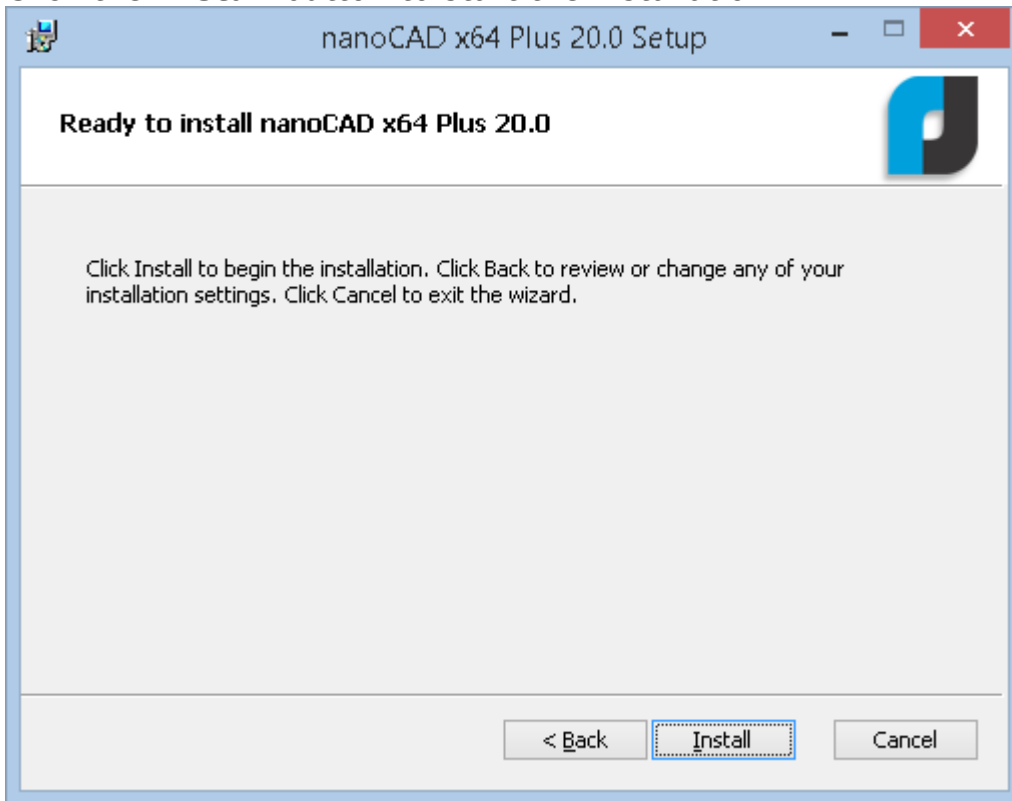 nanoCAD x64 Plus 20.0 Setup
Ready to install nanoCAD x64 Plus 20.0
Click Install to begin the installation. Click Back to review or change any of your
installation settings. Click Cancel to exit the wizard.
< Back Install Cancel